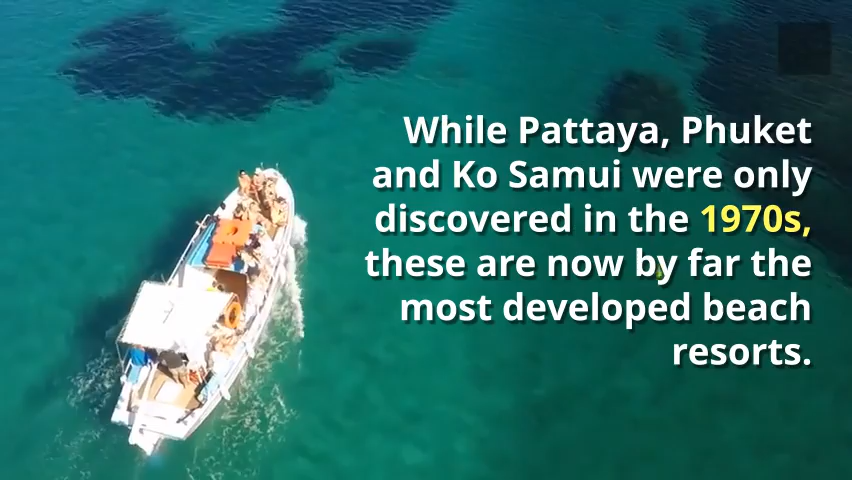 While Pattaya, Phuket
and Ko Samui were only
discovered in the 1970s,
these are now by far the
most developed beach
resorts.